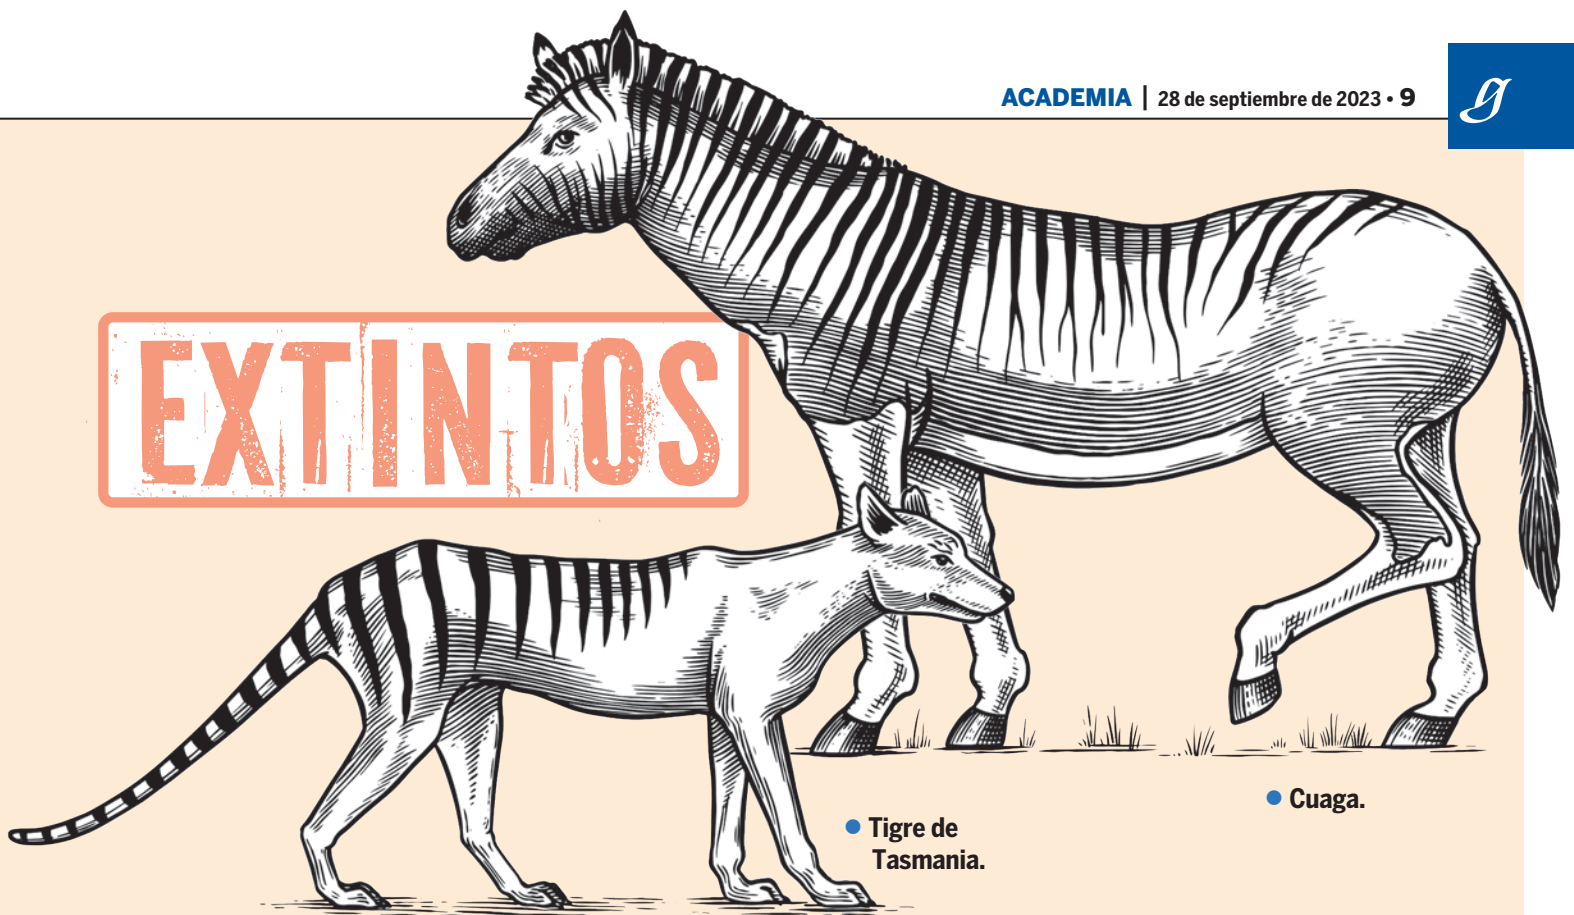 ACADEMIA | 28 de septiembre de 2023 • 9
g
EXTINTOS
• Cuaga.
• Tigre de
Tasmania.